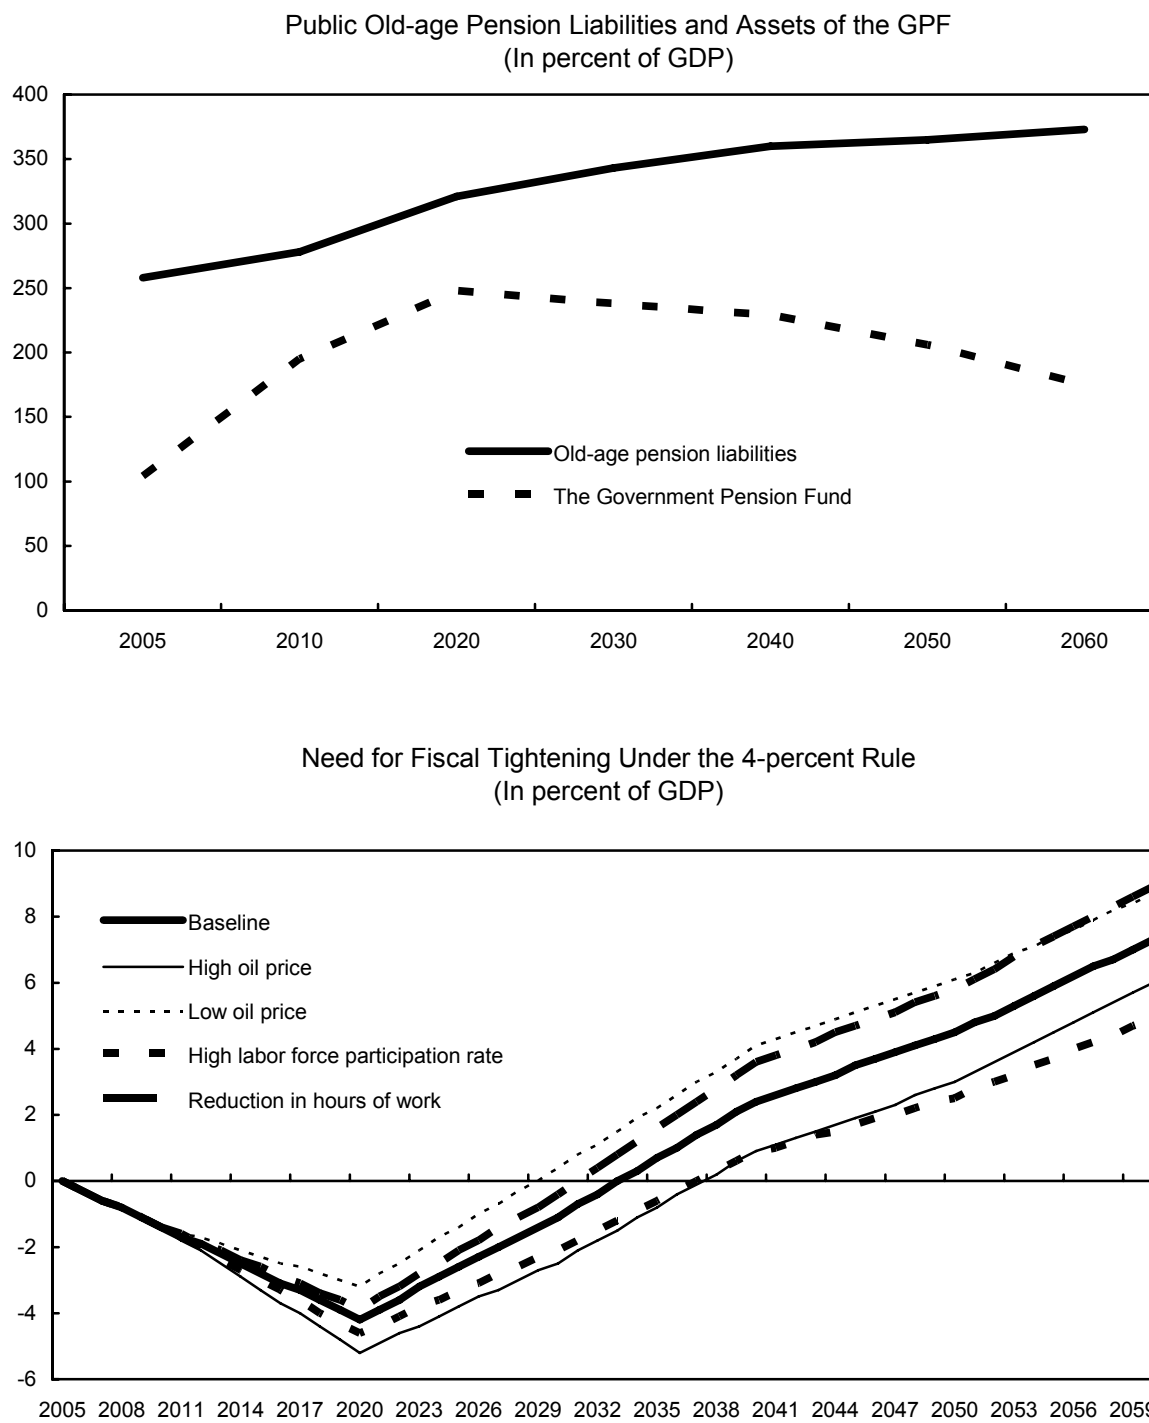 Public Old-age Pension Liabilities and Assets of the GPF
(In percent of GDP)
400
350
300
250
200
150
100
50
0
Old-age pension liabilities
The Government Pension Fund
2005 2010 2020 2030 2040 2050 2060
Need for Fiscal Tightening Under the 4-percent Rule
(In percent of GDP)
10
8
6
4
2
0
-2
-4
-6
Baseline
High oil price
Low oil price
High labor force participation rate
Reduction in hours of work
2005 2008 2011 2014 2017 2020 2023 2026 2029 2032 2035 2038 2041 2044 2047 2050 2053 2056 2059